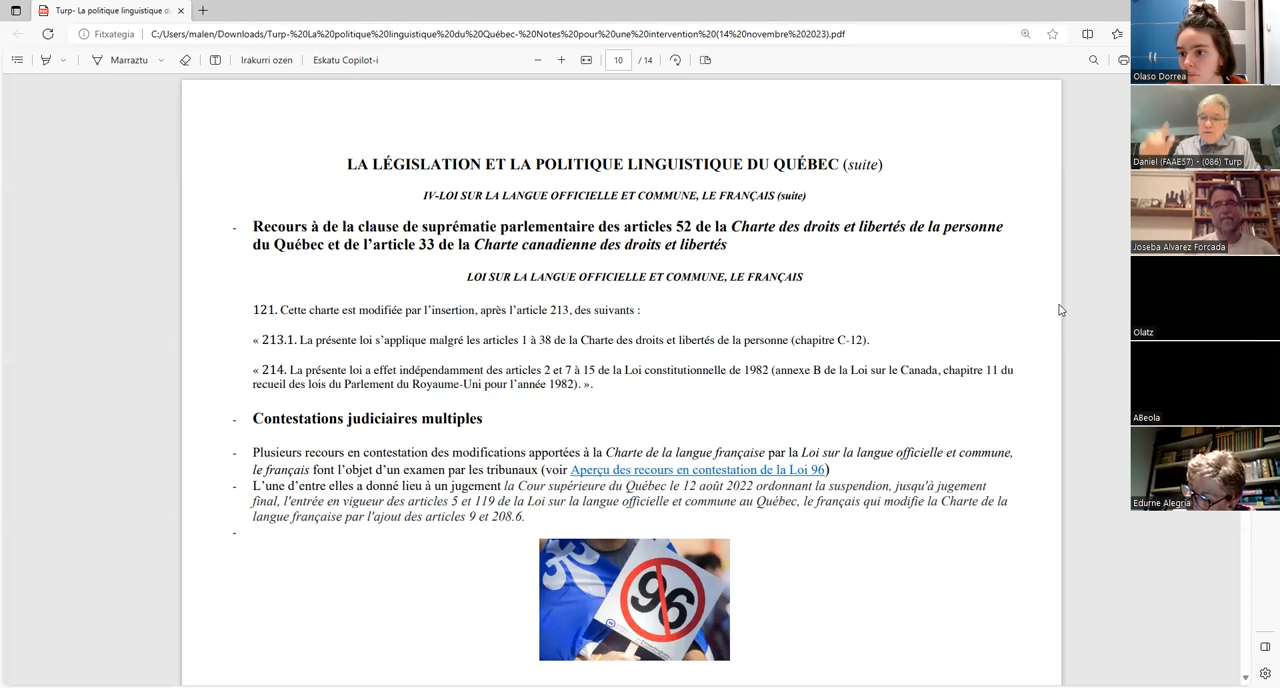 Turp- La politique linguistique d
Fitxategia
C:/Users/malen/Downloads/Turp-%20La%20politique%20linguistique%20du%20Québec-%20Notes%20pour%20une%20intervention%20(14%20novembre%202023).pdf
Marraztu
Irakurri ozen
Eskatu Copilot-i
10 / 14
LA LÉGISLATION ET LA POLITIQUE LINGUISTIQUE DU QUÉBEC (suite)
IV-LOI SUR LA LANGUE OFFICIELLE ET COMMUNE, LE FRANÇAIS (suite)
- Recours à de la clause de suprématie parlementaire des articles 52 de la Charte des droits et libertés de la personne
du Québec et de l’article 33 de la Charte canadienne des droits et libertés
LOI SUR LA LANGUE OFFICIELLE ET COMMUNE, LE FRANÇAIS
121. Cette charte est modifiée par l’insertion, après l’article 213, des suivants :
« 213.1. La présente loi s’applique malgré les articles 1 à 38 de la Charte des droits et libertés de la personne (chapitre C-12).
« 214. La présente loi a effet indépendamment des articles 2 et 7 à 15 de la Loi constitutionnelle de 1982 (annexe B de la Loi sur le Canada, chapitre 11 du
recueil des lois du Parlement du Royaume-Uni pour l’année 1982). ».
- Contestations judiciaires multiples
- Plusieurs recours en contestation des modifications apportées à la Charte de la langue française par la Loi sur la langue officielle et commune,
le français font l’objet d’un examen par les tribunaux (voir Aperçu des recours en contestation de la Loi 96)
- L’une d’entre elles a donné lieu à un jugement la Cour supérieure du Québec le 12 août 2022 ordonnant la suspension, jusqu'à jugement
final, l'entrée en vigueur des articles 5 et 119 de la Loi sur la langue officielle et commune au Québec, le français qui modifie la Charte de la
langue française par l'ajout des articles 9 et 208.6.
-
96
Olaso Dorrea
Daniel (FAAE57) - (086) Turp
Joseba Alvarez Forcada
Olatz
ABeola
Edurne Alegria